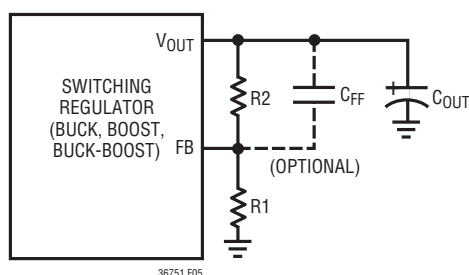 VOUT
SWITCHING
REGULATOR
(BUCK, BOOST,
BUCK-BOOST)
FB
R2
CFF
COUT
(OPTIONAL)
R1
36751 F05